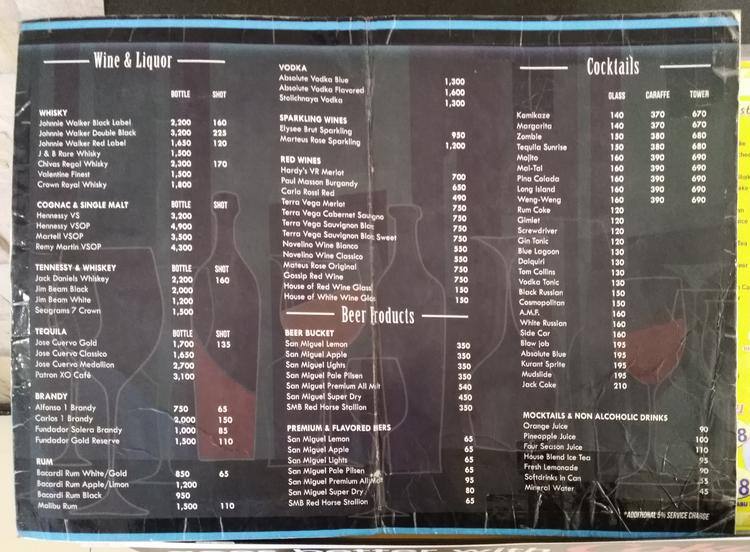 Wine & Liquor
BOTTLE SHOT
WHISKY
Johnnie Walker Black Label 2,200 160
Johnnie Walker Double Black 3,200 225
Johnnie Walker Red Label 1,650 120
J & B Rare Whisky 1,500
Chivas Regal Whisky 2,300 170
Valentine Finest 1,500
Crown Royal Whisky 1,800
COGNAC & SINGLE MALT BOTTLE SHOT
Hennessy VS 3,200
Hennessy VSOP 4,900
Martell VSOP 3,500
Remy Martin VSOP 4,300
TENNESSY & WHISKEY BOTTLE SHOT
Jack Daniels Whiskey 2,200 160
Jim Beam Black 2,000
Jim Beam White 1,200
Seagrams 7 Crown 1,500
TEQUILA BOTTLE SHOT
Jose Cuervo Gold 1,700 135
Jose Cuervo Classico 1,650
Jose Cuervo Medallion 2,700
Patron XO Café 3,100
BRANDY
Alfonso 1 Brandy 750 65
Carlos 1 Brandy 2,000 150
Fundador Solera Brandy 1,000 85
Fundador Gold Reserve 1,500 110
RUM
Bacardi Rum White/Gold 850 65
Bacardi Rum Apple/Limon 1,200
Bacardi Rum Black 950
Malibu Rum 1,500 110
VODKA
Absolute Vodka Blue 1,300
Absolute Vodka Flavored 1,600
Stolichnaya Vodka 1,300
SPARKLING WINES
Elysee Brut Sparkling 950
Marteus Rose Sparkling 1,200
RED WINES
Hardy's VR Merlot 700
Paul Masson Burgandy 650
Carlo Rossi Red 490
Terra Vega Merlot 750
Terra Vega Cabernet 750
Terra Vega Sauvignon 750
Terra Vega Sauvignon Sweet 750
Novelino Wine Bianco 550
Novelino Wine Classico 550
Mateus Rose Original 750
Gossip Red Wine 750
House of Red Wine Glass 150
House of White Wine 150
Beer Products
BEER BUCKET
San Miguel Lemon 350
San Miguel Apple 350
San Miguel Lights 350
San Miguel Pale Pilsen 350
San Miguel Premium All Malt 540
San Miguel Super Dry 450
SMB Red Horse Stallion 350
PREMIUM & FLAVORED
San Miguel Lemon 65
San Miguel Apple 65
San Miguel Lights 65
San Miguel Pale Pilsen 65
San Miguel Premium All Malt 95
San Miguel Super Dry 80
SMB Red Horse Stallion 65
Cocktails
GLASS CARAFFE TOWER
Kamikaze 140 370 670
Margarita 140 370 670
Zombie 150 380 680
Tequila Sunrise 150 380 680
Mojito 160 390 690
Mai-Tai 160 390 690
Pina Colada 160 390 690
Long Island 160 390 690
Weng-Weng 160 390 690
Rum Coke 120
Gimlet 120
Screwdriver 120
Gin Tonic 120
Blue Lagoon 130
Daiquiri 130
Tom Collins 130
Vodka Tonic 130
Black Russian 150
Cosmopolitan 150
A.M.F. 160
White Russian 160
Side Car 160
Blow job 195
Absolute Blue 195
Kurant Sprite 195
Mudslide 195
Jack Coke 210
MOCKTAILS & NON ALCOHOLIC DRINKS
Orange Juice 90
Pineapple Juice 100
Four Season Juice 110
House Blend Ice Tea 95
Fresh Lemonade 90
Softdrinks in Can 55
Mineral Water 45
*ADDITIONAL 5% SERVICE CHARGE